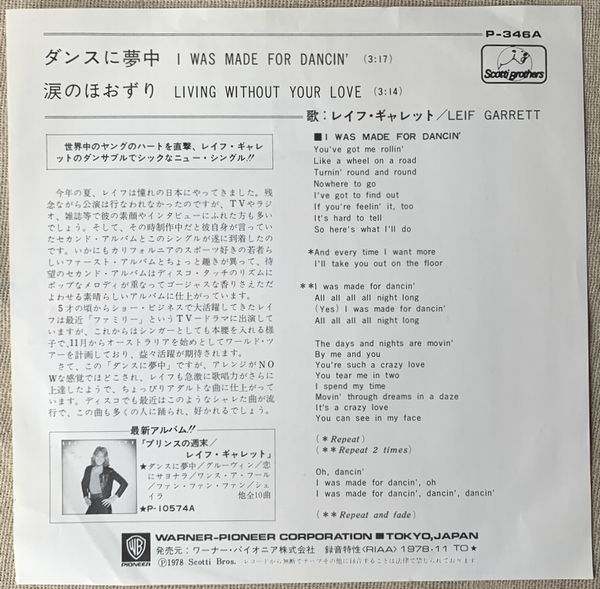 P-346A
ダンスに夢中 I WAS MADE FOR DANCIN' (3:17)
Scotti Brothers
涙のほおずり LIVING WITHOUT YOUR LOVE (3:14)
歌:レイフ・ギャレット/LEIF GARRETT
世界中のヤングのハートを直撃、レイフ・ギャレ
ットのダンサブルでシックなニュー・シングル!!
今年の夏、レイフは憧れの日本にやってきました。残
念ながら公演は行なわれなかったのですが、TVやラジ
オ、雑誌等で彼の素顔やインタビューにふれた方も多い
でしょう。そして、その時制作中だと彼自身が言っていた
セカンド・アルバムとこのシングルが遂に到着したので
す。いかにもカリフォルニアのスポーツ好きの若者らし
いファースト・アルバムとちょっと趣きが異って、待
望のセカンド・アルバムはディスコ・タッチのリズムに
ポップなメロディが重なってゴージャスな香りさえただ
よわせる素晴らしいアルバムに仕上がっています。
5才の頃からショー・ビジネスで大活躍してきたレイ
フは最近「ファミリー」というTVードラマに出演してい
ますが、これからはシンガーとしても本腰を入れる様
子で、11月からオーストラリアを始めとしてワールド・ツ
アーを計画しており、益々活躍が期待されます。
さて、この「ダンスに夢中」ですが、アレンジがNO
Wな感覚でほどこされ、レイフも急激に歌唱力がさらに
上達したようで、ちょっぴりアダルトな曲に仕上がって
います。ディスコでも最近はこのようなシャレた曲が流
行で、この曲も多くの人に踊られ、好かれるでしょう。
最新アルバム!!
「プリンスの週末/
レイフ・ギャレット」
★ダンスに夢中/グルーヴィン/恋
にサヨナラ/ワンス・ア・フール
/ファン・ファン・ファン/シェ
イラ 他全10曲
★P-10574A
■I WAS MADE FOR DANCIN'
You've got me rollin'
Like a wheel on a road
Turnin' round and round
Nowhere to go
I've got to find out
If you're feelin' it, too
It's hard to tell
So here's what I'll do
*And every time I want more
I'll take you out on the floor
**I was made for dancin'
All all all all night long
(Yes) I was made for dancin'
All all all all night long
The days and nights are movin'
By me and you
You're such a crazy love
You tear me in two
I spend my time
Movin' through dreams in a daze
It's a crazy love
You can see in my face
(*Repeat)
(**Repeat 2 times)
Oh, dancin'
I was made for dancin', oh
I was made for dancin', dancin', dancin'
(**Repeat and fade)
WB
PIONEER
WARNER-PIONEER CORPORATION ■ TOKYO, JAPAN
発売元:ワーナー・パイオニア株式会社 録音特性(RIAA) 1978・11 TO★
Ⓟ1978 Scotti Bros. レコードから無断でテープその他に録音することは法律で禁じられております。